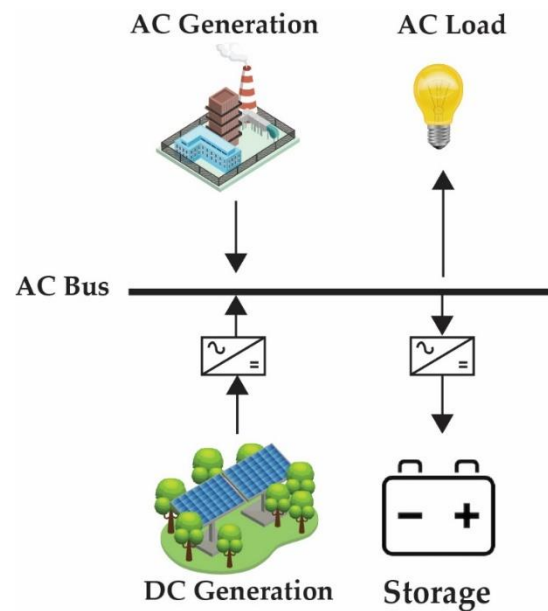 AC Generation
AC Load
AC Bus
DC Generation
Storage